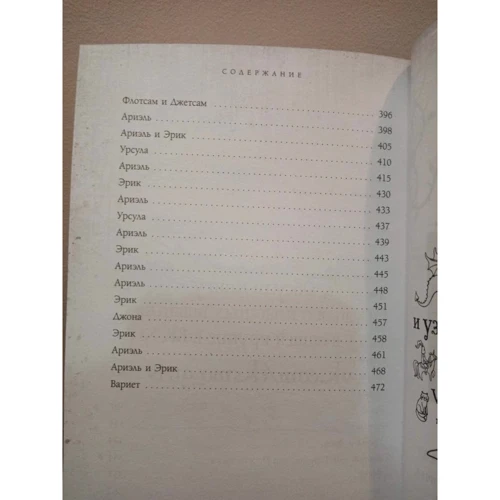 СОДЕРЖАНИЕ
Флотсам и Джетсам 396
Ариэль 398
Ариэль и Эрик 405
Урсула 410
Ариэль 415
Эрик 430
Ариэль 433
Урсула 437
Ариэль 439
Эрик 443
Ариэль 445
Ариэль 448
Эрик 451
Джона 457
Эрик 458
Ариэль 461
Ариэль и Эрик 468
Вариет 472